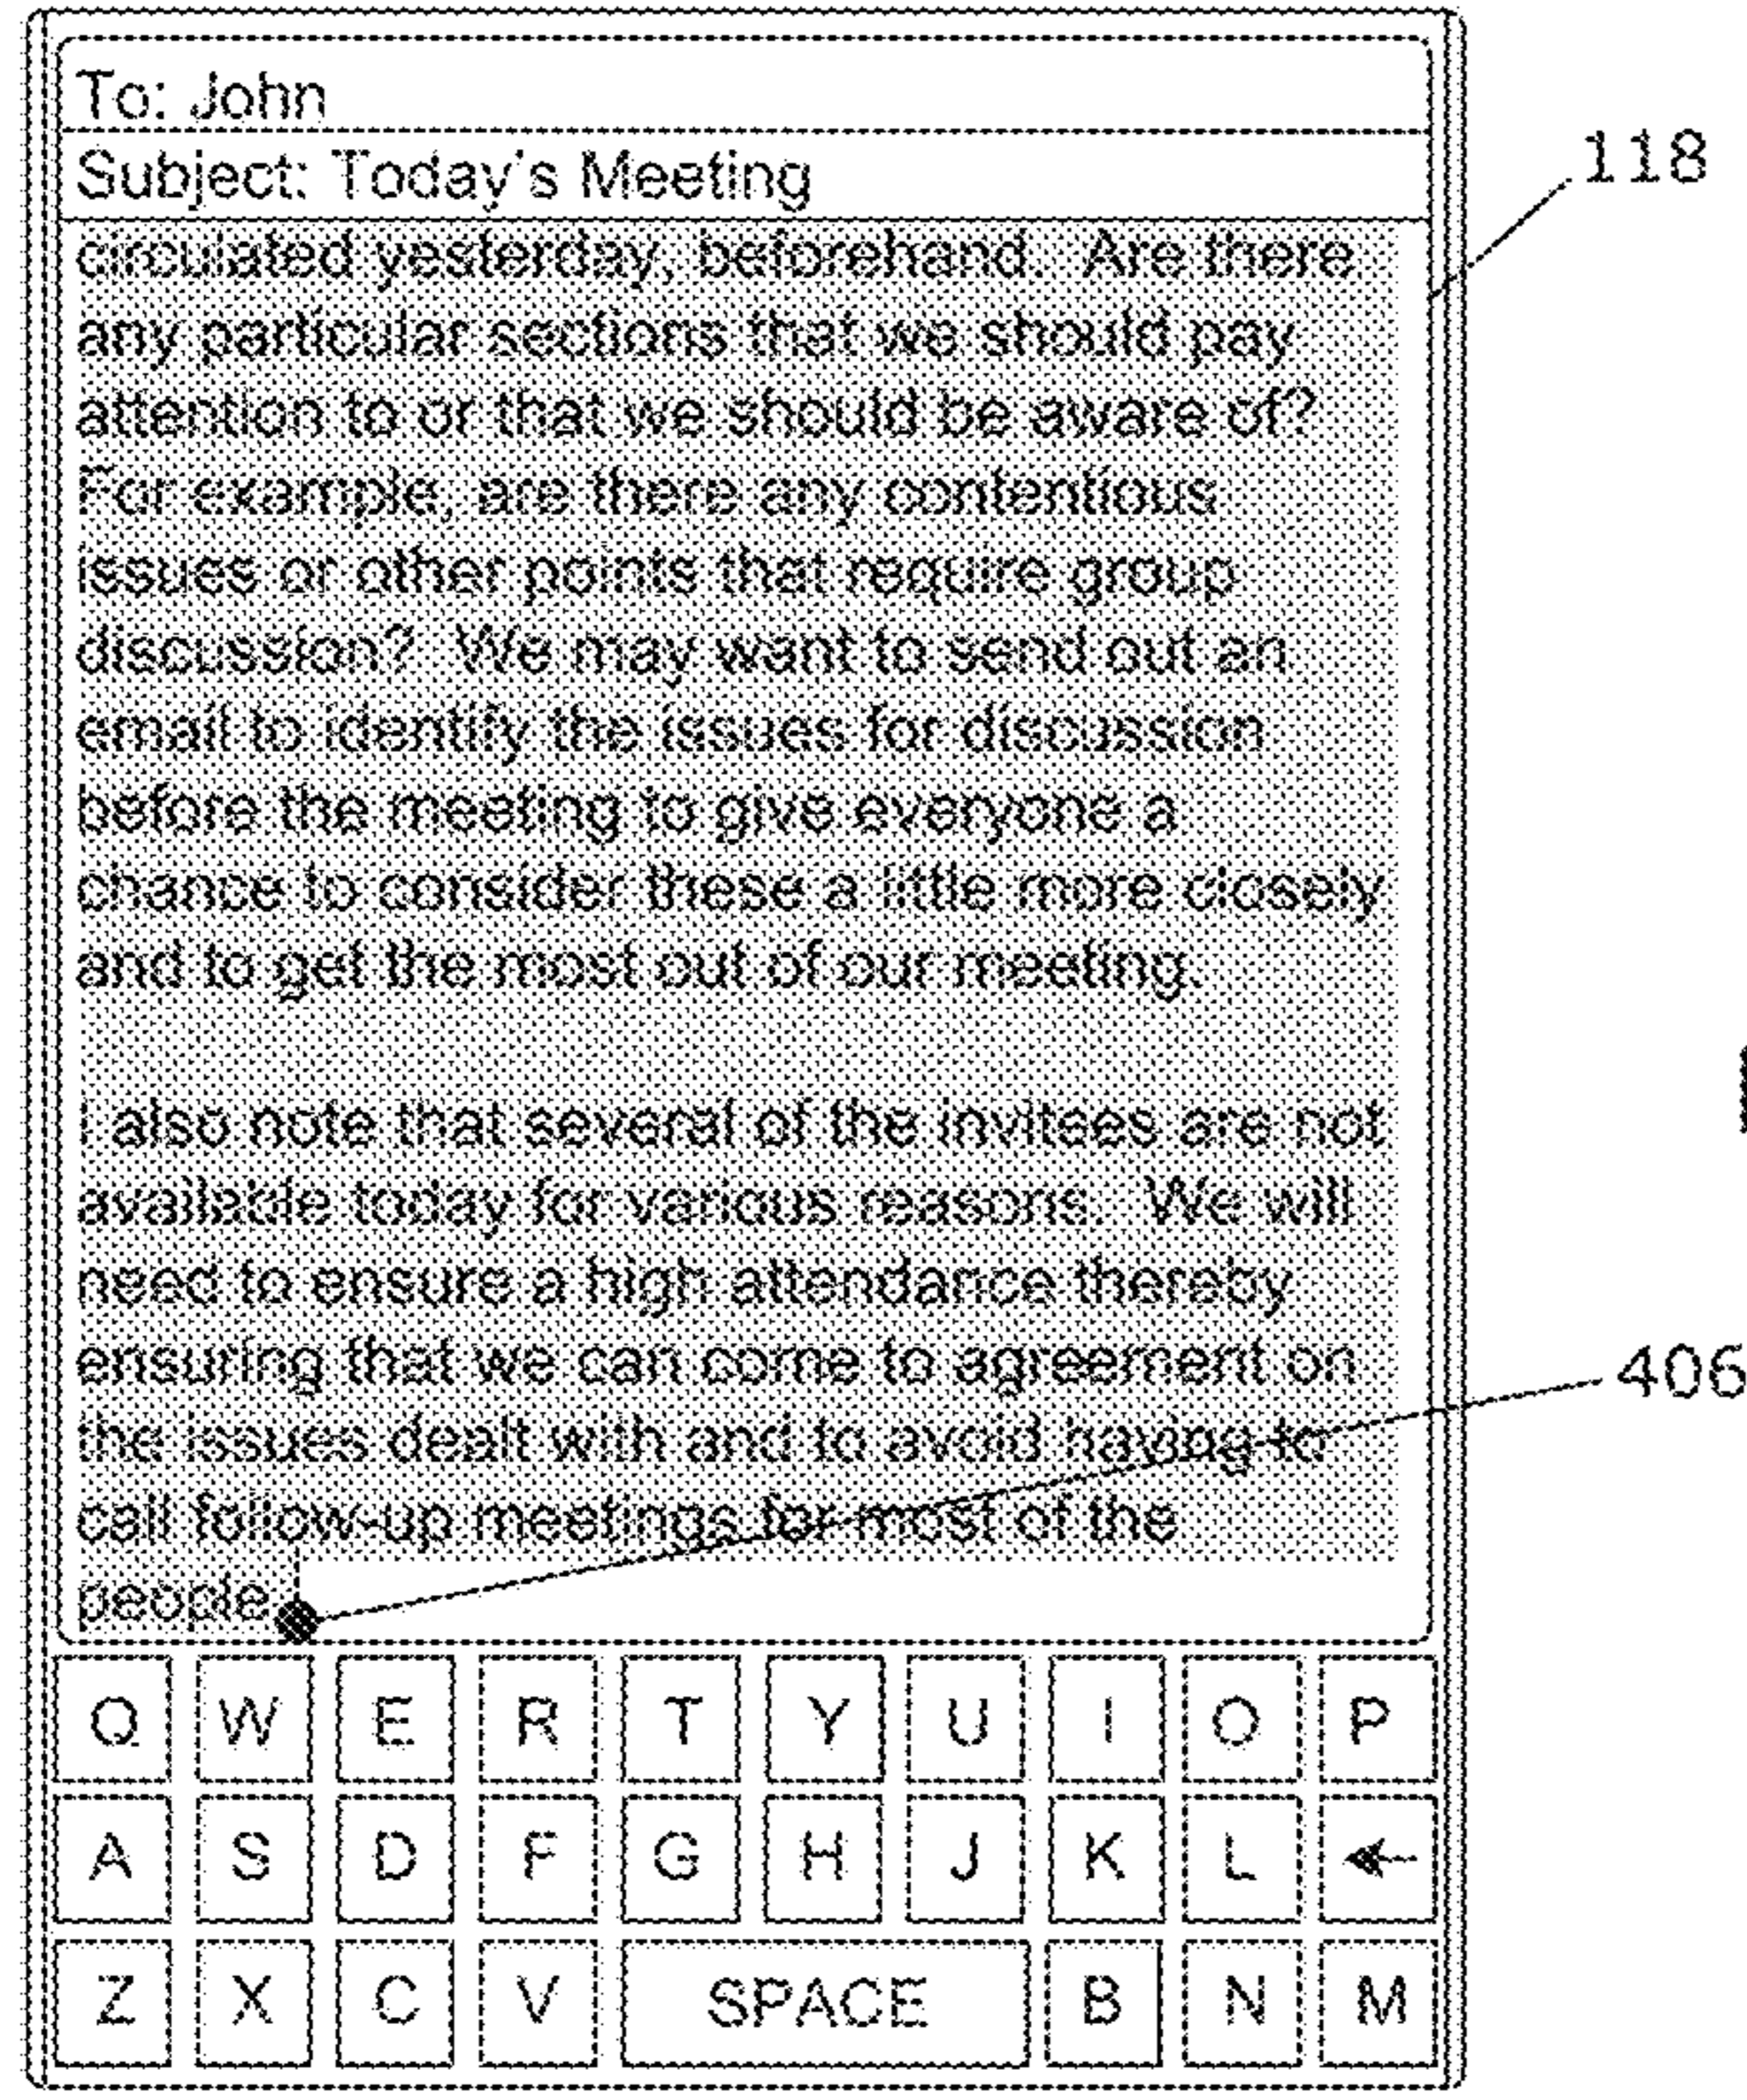 To: John
Subject: Today's Meeting
118
circulated yesterday, beforehand. Are there
any particular sections that we should pay
attention to or that we should be aware of?
For example, are there any contentious
issues or other points that require group
discussion? We may want to send out an
email to identify the issues for discussion
before the meeting to give everyone a
chance to consider these a little more closely
and to get the most out of our meeting.
I also note that several of the invitees are not
available today for various reasons. We will
need to ensure a high attendance thereby
ensuring that we can come to agreement on
406
the issues dealt with and to avoid having to
call follow-up meetings for most of the
people.
Q W E R T Y U I O P
A S D F G H J K L ←
Z X C V SPACE B N M